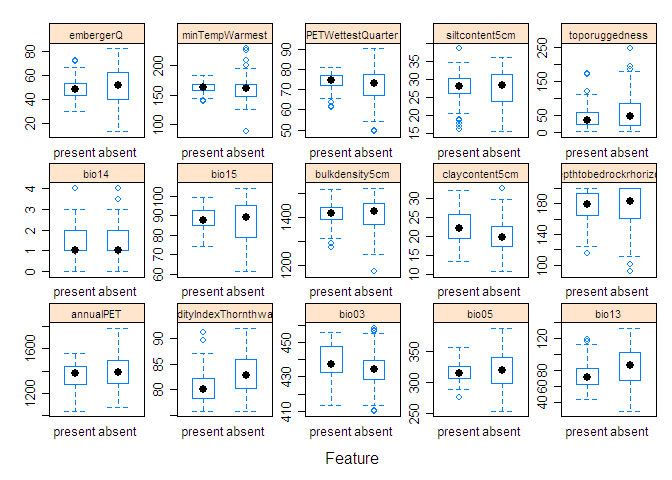 embergerQ minTempWarmest PETWettestQuarter siltcontent5cm toporuggedness
20 40 60 80
100 150 200
50 60 70 80 90
15 20 25 30 35
0 50 150 250
present absent present absent present absent present absent present absent
bio14 bio15 bulkdensity5cm claycontent5cm epthtobedrockrhorize
0 1 2 3 4
60 70 80 90 100
1200 1400
10 15 20 25 30
100 140 180
present absent present absent present absent present absent present absent
annualPET dityIndexThornthwa bio03 bio05 bio13
1200 1600
80 85 90
410 430 450
250 300 350
40 60 80 120
present absent present absent present absent present absent present absent
Feature